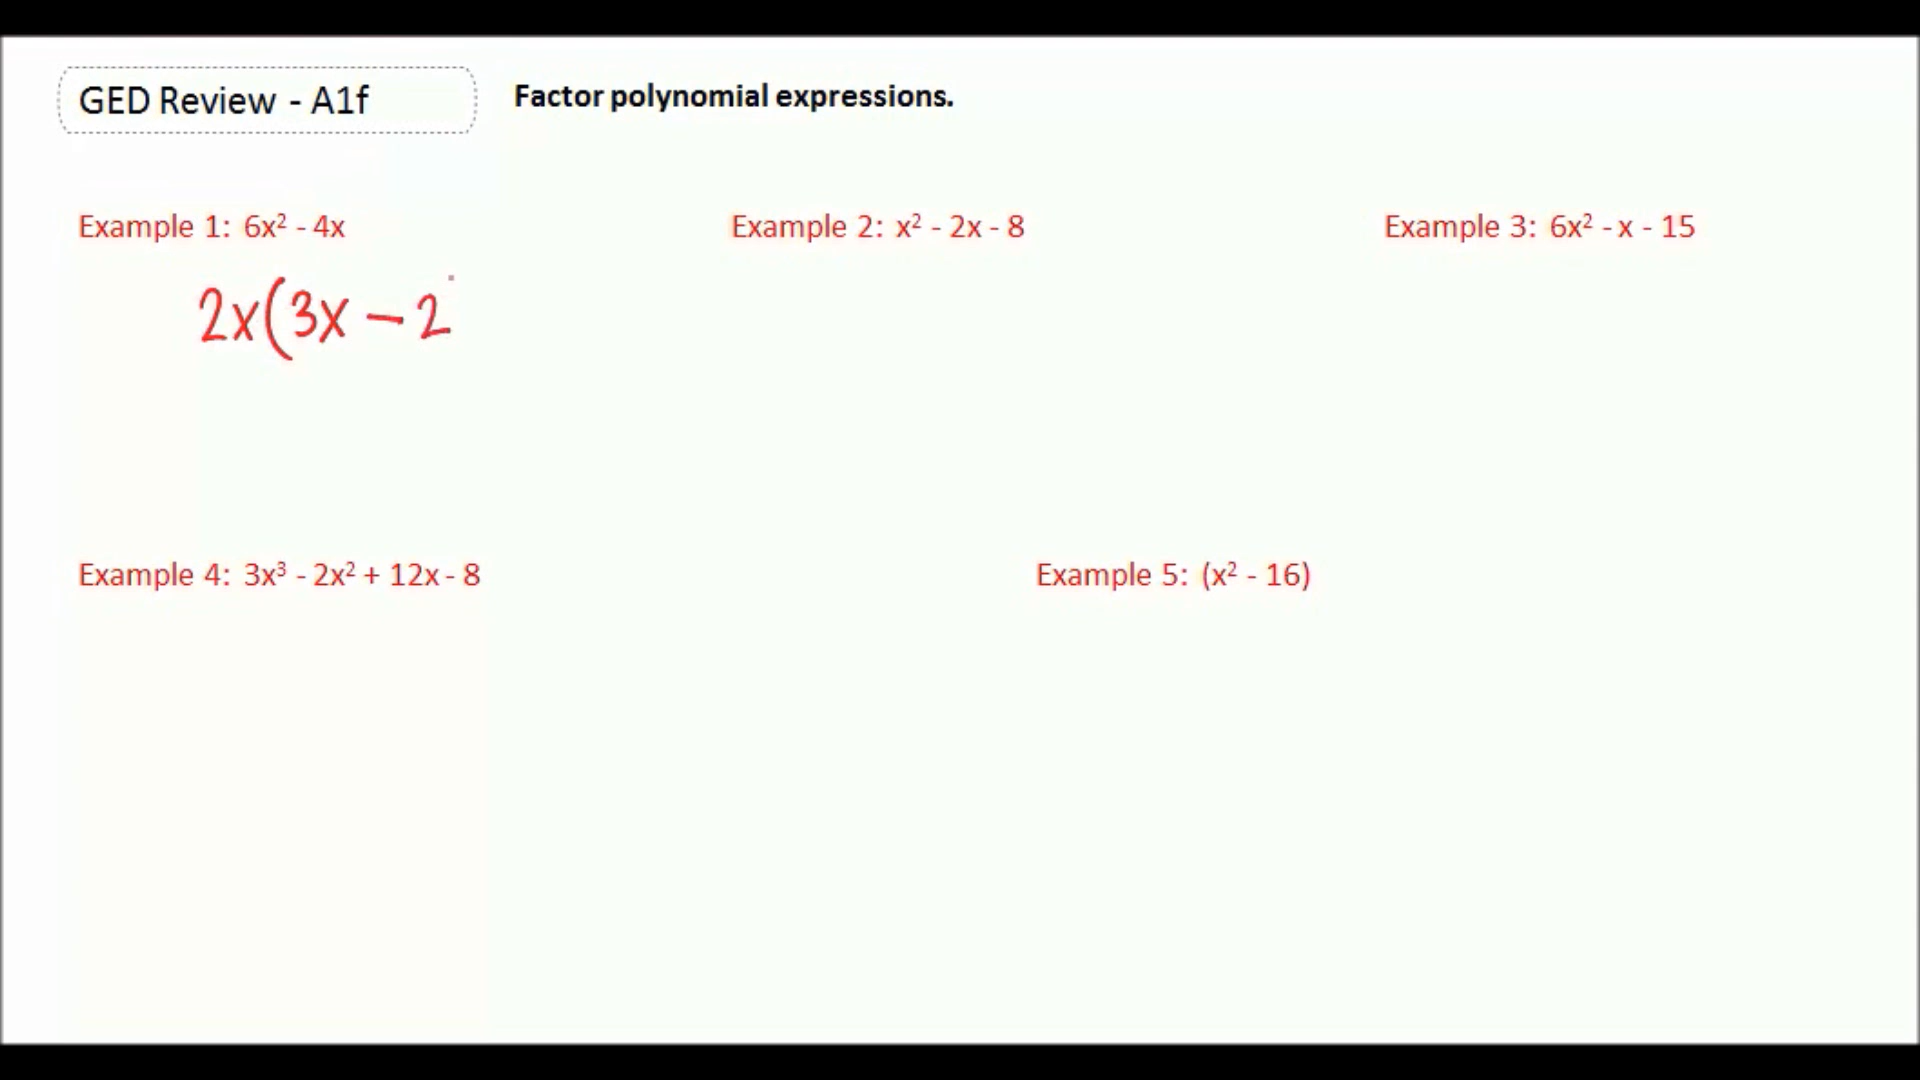 GED Review - A1f
Factor polynomial expressions.
Example 1: 6x² - 4x
2x(3x - 2
Example 2: x² - 2x - 8
Example 3: 6x² - x - 15
Example 4: 3x³ - 2x² + 12x - 8
Example 5: (x² - 16)